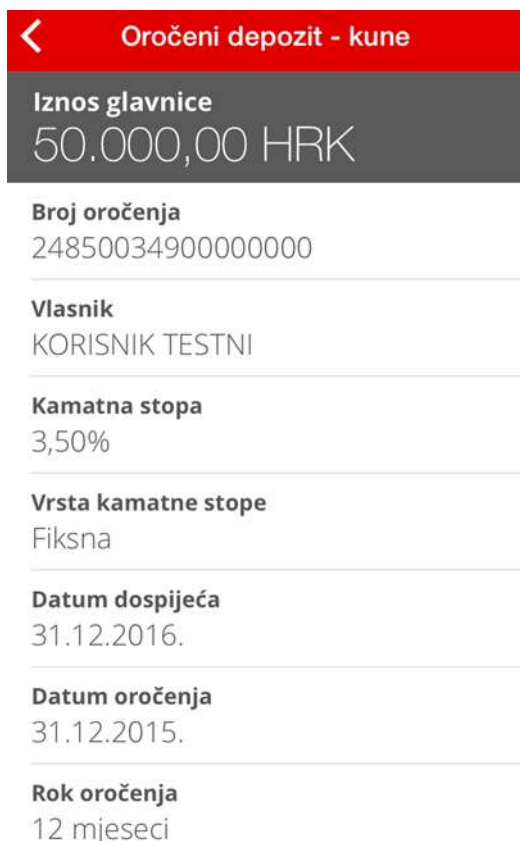 Oročeni depozit - kune
Iznos glavnice
50.000,00 HRK
Broj oročenja
24850034900000000
Vlasnik
KORISNIK TESTNI
Kamatna stopa
3,50%
Vrsta kamatne stope
Fiksna
Datum dospijeća
31.12.2016.
Datum oročenja
31.12.2015.
Rok oročenja
12 mjeseci